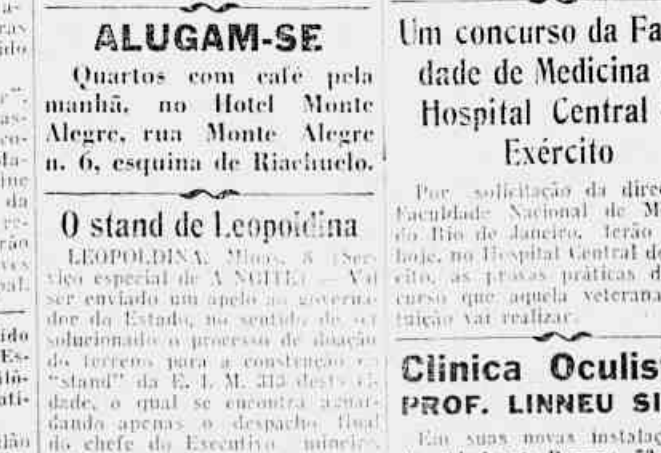 ALUGAM-SE
Quartos com café pela
manhã, no Hotel Monte
Alegre, rua Monte Alegre
n. 6, esquina de Riachuelo.
O stand de Leopoldina
LEOPOLDINA, Minas, 8 (Ser-
viço especial de A NOITE) — Vai
ser enviado um apelo ao governa-
dor do Estado, no sentido de ser
solucionado o processo de doação
do terreno para a construção
"stand" da E. I. M. 313 desta ci-
dade, o qual se encontra aguar-
dando apenas o despacho final
do chefe do Executivo mineiro.
Um concurso da Fa
dade de Medicina
Hospital Central
Exército
Por solicitação da dire
Faculdade Nacional de M
do Rio de Janeiro, terão
hoje, no Hospital Central d
cito, as provas práticas d
curso que aquela veterana
tuição vai realizar.
Clinica Oculis
PROF. LINNEU SI
Em suas novas instalaç